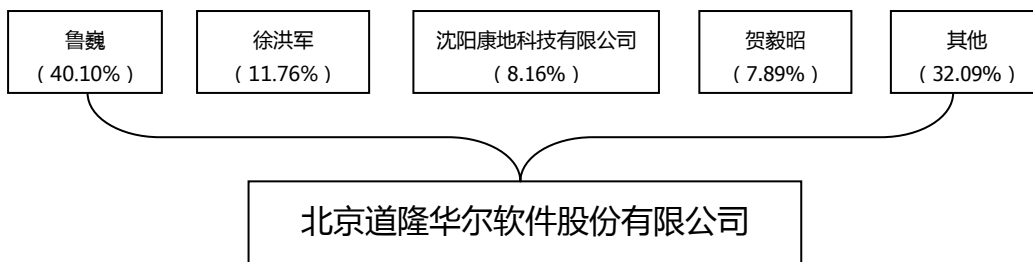 鲁巍
（40.10%）
徐洪军
（11.76%）
沈阳康地科技有限公司
（8.16%）
贺毅昭
（7.89%）
其他
（32.09%）
北京道隆华尔软件股份有限公司